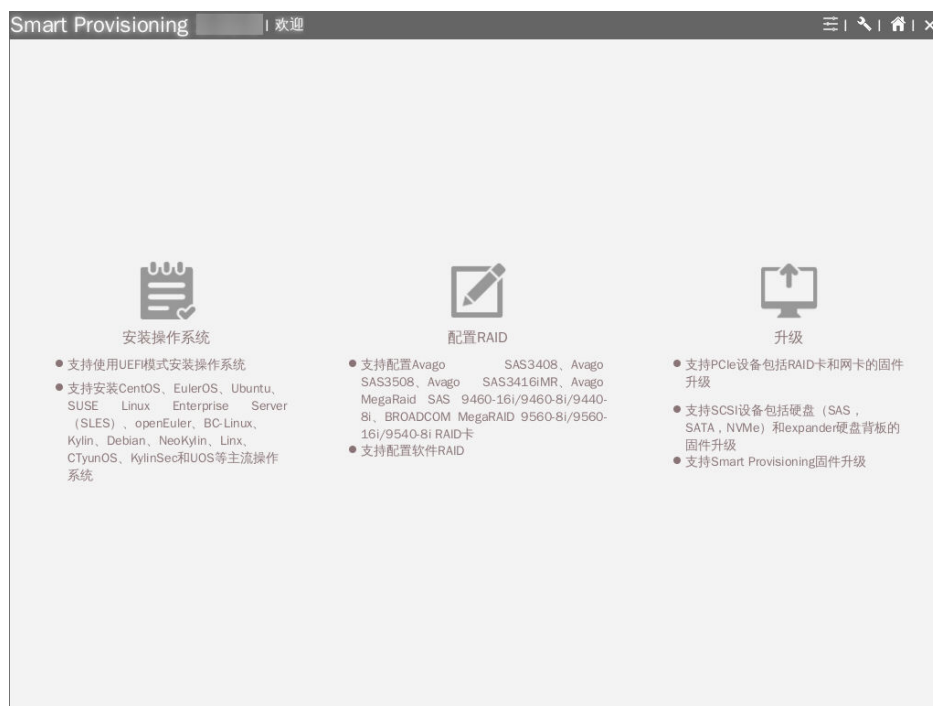 Smart Provisioning | 欢迎
安装操作系统
● 支持使用UEFI模式安装操作系统
● 支持安装CentOS、EulerOS、Ubuntu、
SUSE Linux Enterprise Server
（SLES）、openEuler、BC-Linux、
Kylin、Debian、NeoKylin、Linx、
CTyunOS、KylinSec和UOS等主流操作
系统
配置RAID
● 支持配置Avago SAS3408、Avago
SAS3508、Avago SAS3416iMR、Avago
MegaRaid SAS 9460-16i/9460-8i/9440-
8i、BROADCOM MegaRAID 9560-8i/9560-
16i/9540-8i RAID卡
● 支持配置软件RAID
升级
● 支持PCIe设备包括RAID卡和网卡的固件
升级
● 支持SCSI设备包括硬盘（SAS，
SATA，NVMe）和expander硬盘背板的
固件升级
● 支持Smart Provisioning固件升级